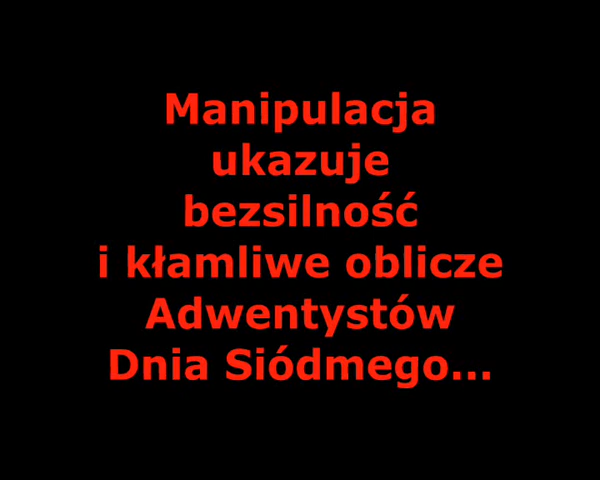 Manipulacja
ukazuje
bezsilność
i kłamliwe oblicze
Adwentystów
Dnia Siódmego...